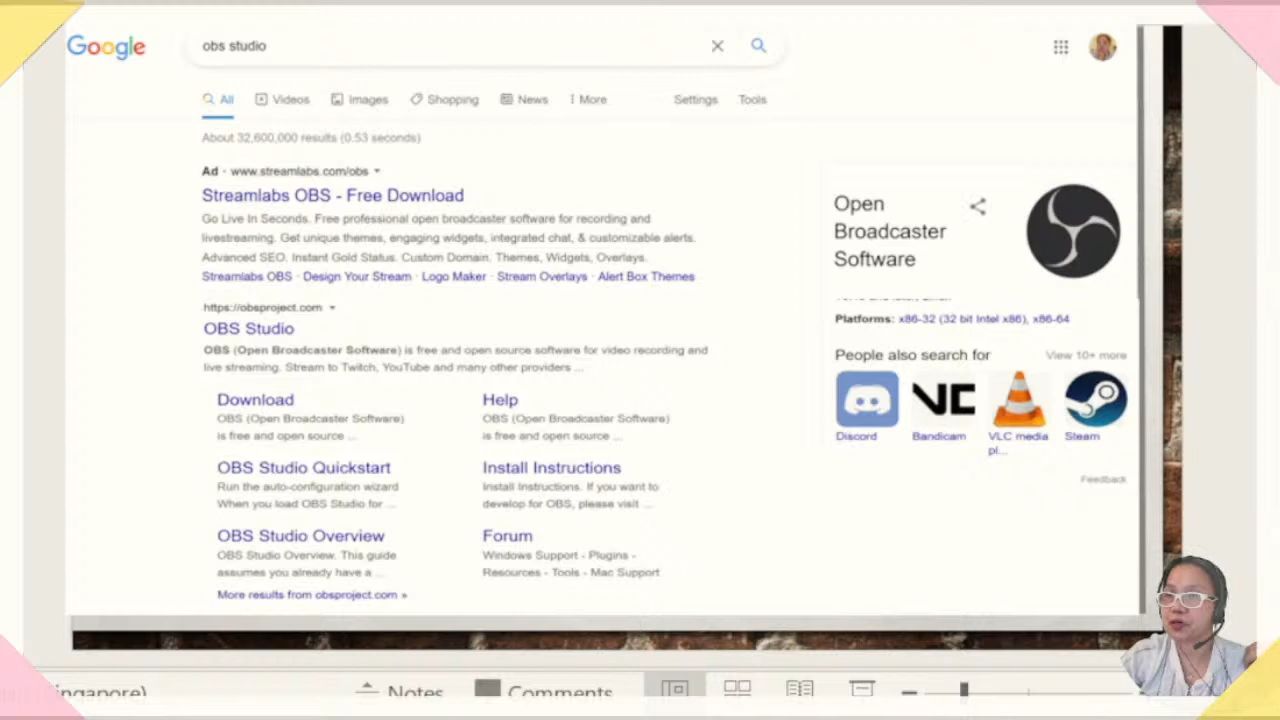 Google
obs studio
All
Videos
Images
Shopping
News
More
Settings
Tools
About 32,600,000 results (0.53 seconds)
Ad · www.streamlabs.com/obs
Streamlabs OBS - Free Download
Go Live In Seconds. Free professional open broadcaster software for recording and
livestreaming. Get unique themes, engaging widgets, integrated chat, & customizable alerts.
Advanced SEO. Instant Gold Status. Custom Domain. Themes, Widgets, Overlays.
Streamlabs OBS · Design Your Stream · Logo Maker · Stream Overlays · Alert Box Themes
https://obsproject.com
OBS Studio
OBS (Open Broadcaster Software) is free and open source software for video recording and
live streaming. Stream to Twitch, YouTube and many other providers ...
Download
OBS (Open Broadcaster Software)
is free and open source ...
Help
OBS (Open Broadcaster Software)
is free and open source ...
OBS Studio Quickstart
Run the auto-configuration wizard
When you load OBS Studio for ...
Install Instructions
Install Instructions. If you want to
develop for OBS, please visit ...
OBS Studio Overview
OBS Studio Overview. This guide
assumes you already have a ...
Forum
Windows Support - Plugins -
Resources - Tools - Mac Support
More results from obsproject.com »
Open
Broadcaster
Software
Platforms: x86-32 (32 bit Intel x86), x86-64
People also search for
View 10+ more
VC
Discord
Bandicam
VLC media
pl...
Steam
Feedback
Singapore)
Notes
Comments